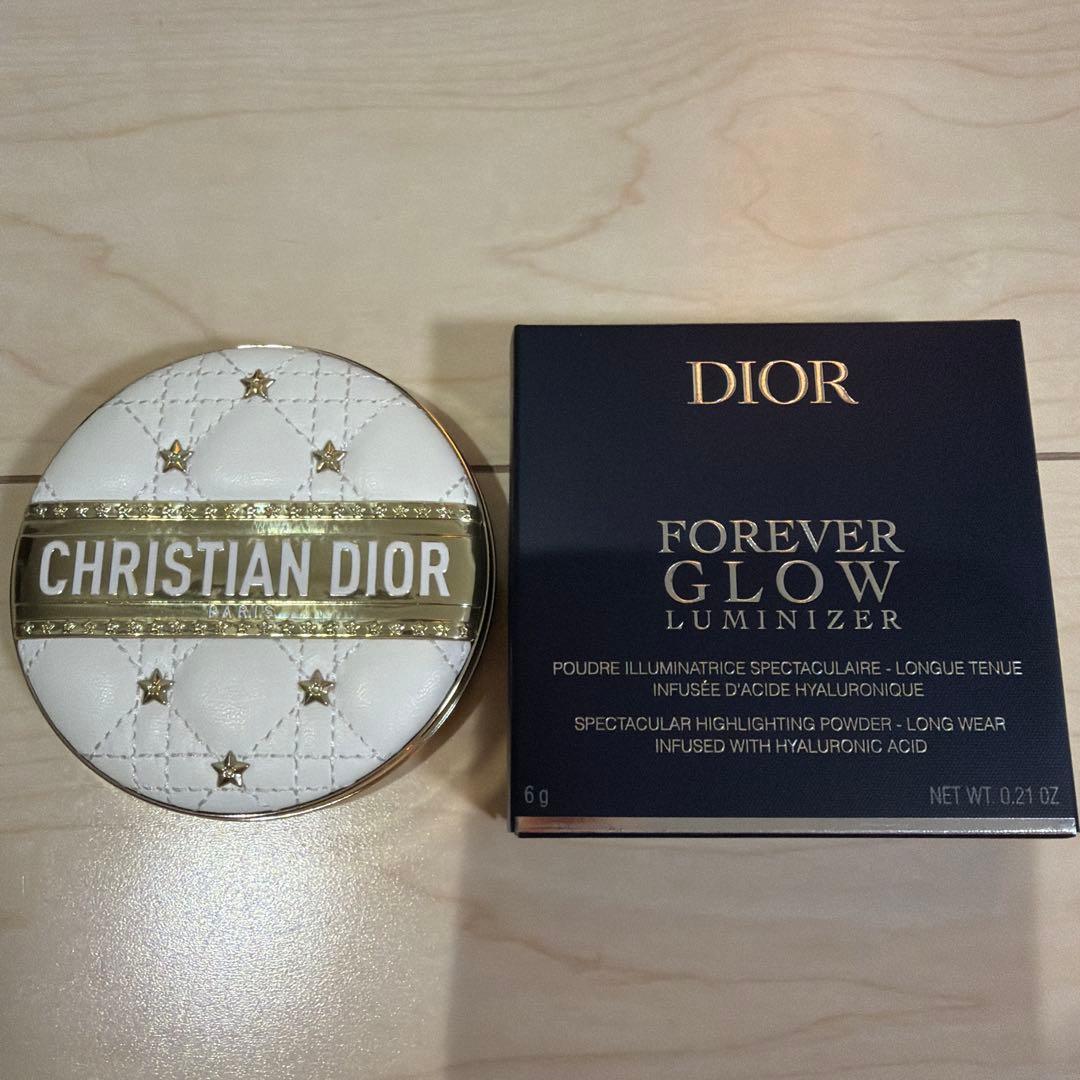 CHRISTIAN DIOR
PARIS
DIOR
FOREVER
GLOW
LUMINIZER
POUDRE ILLUMINATRICE SPECTACULAIRE - LONGUE TENUE
INFUSÉE D'ACIDE HYALURONIQUE
SPECTACULAR HIGHLIGHTING POWDER - LONG WEAR
INFUSED WITH HYALURONIC ACID
6 g
NET WT. 0.21 OZ